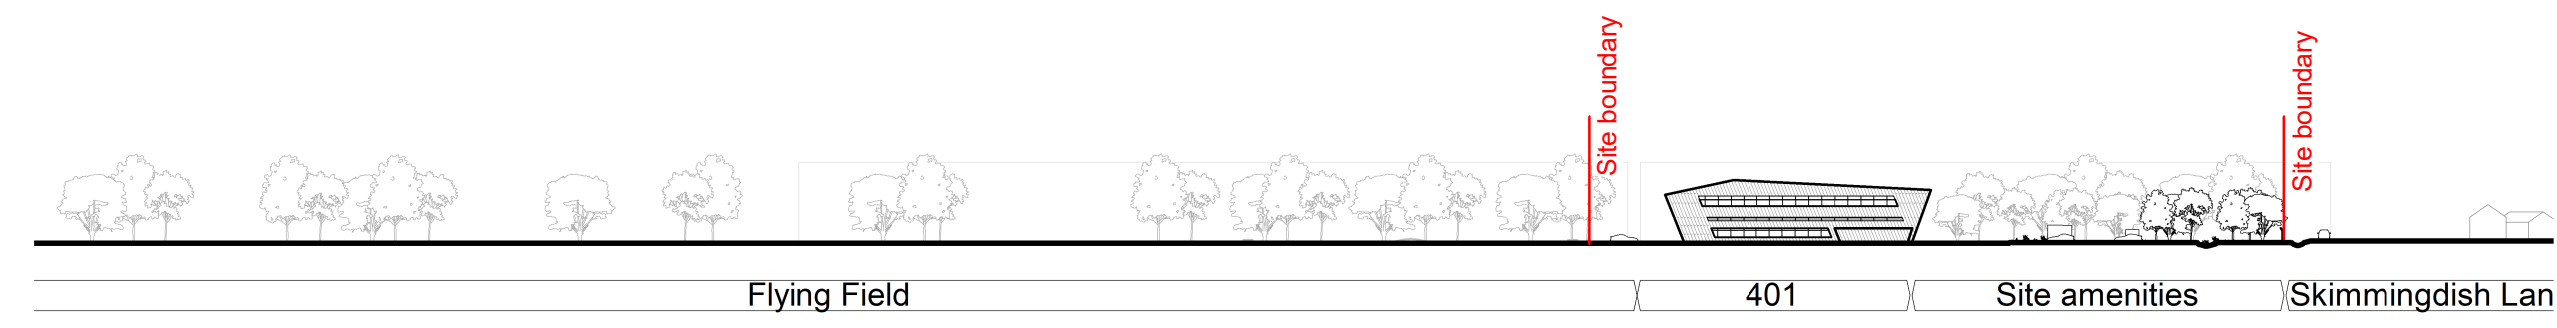 Site boundary
Site boundary
Flying Field
401
Site amenities
Skimmingdish Lan